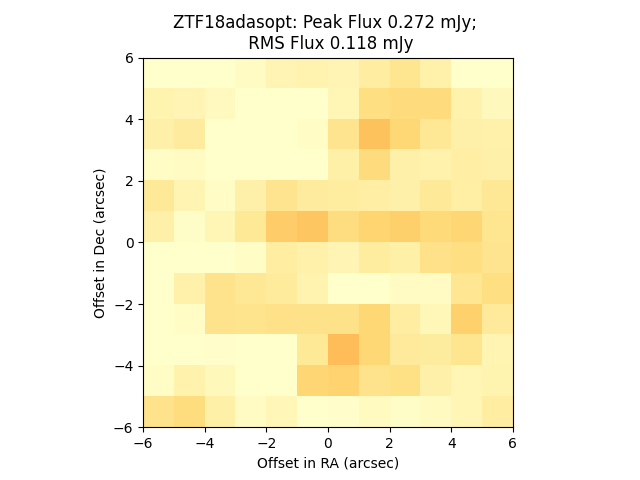 ZTF18adasopt: Peak Flux 0.272 mJy;
RMS Flux 0.118 mJy
6
4
2
0
−2
−4
−6
Offset in Dec (arcsec)
−6 −4 −2 0 2 4 6
Offset in RA (arcsec)